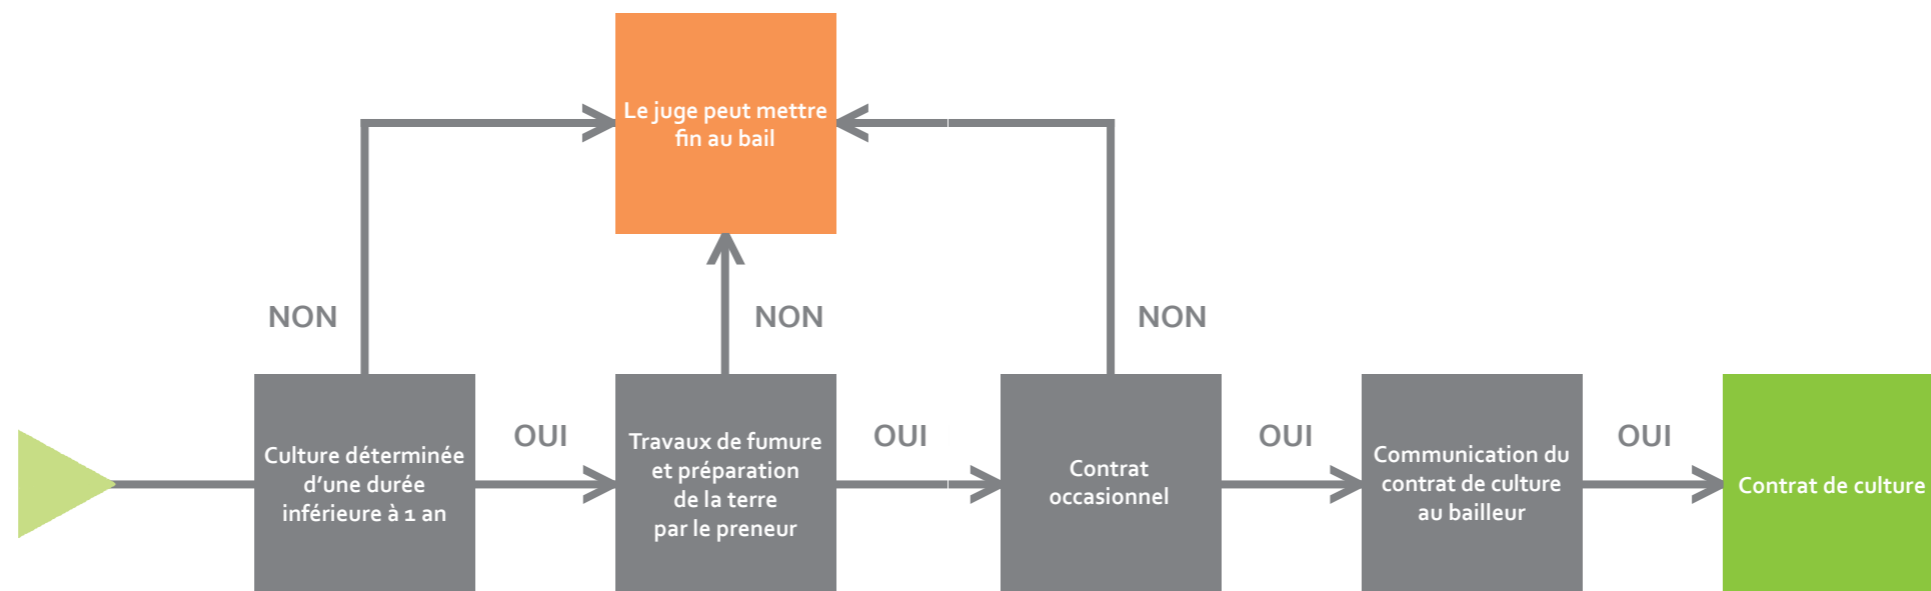 Le juge peut mettre
fin au bail
NON
NON
NON
Culture déterminée
d'une durée
inférieure à 1 an
OUI
Travaux de fumure
et préparation
de la terre
par le preneur
OUI
Contrat
occasionnel
OUI
Communication du
contrat de culture
au bailleur
OUI
Contrat de culture